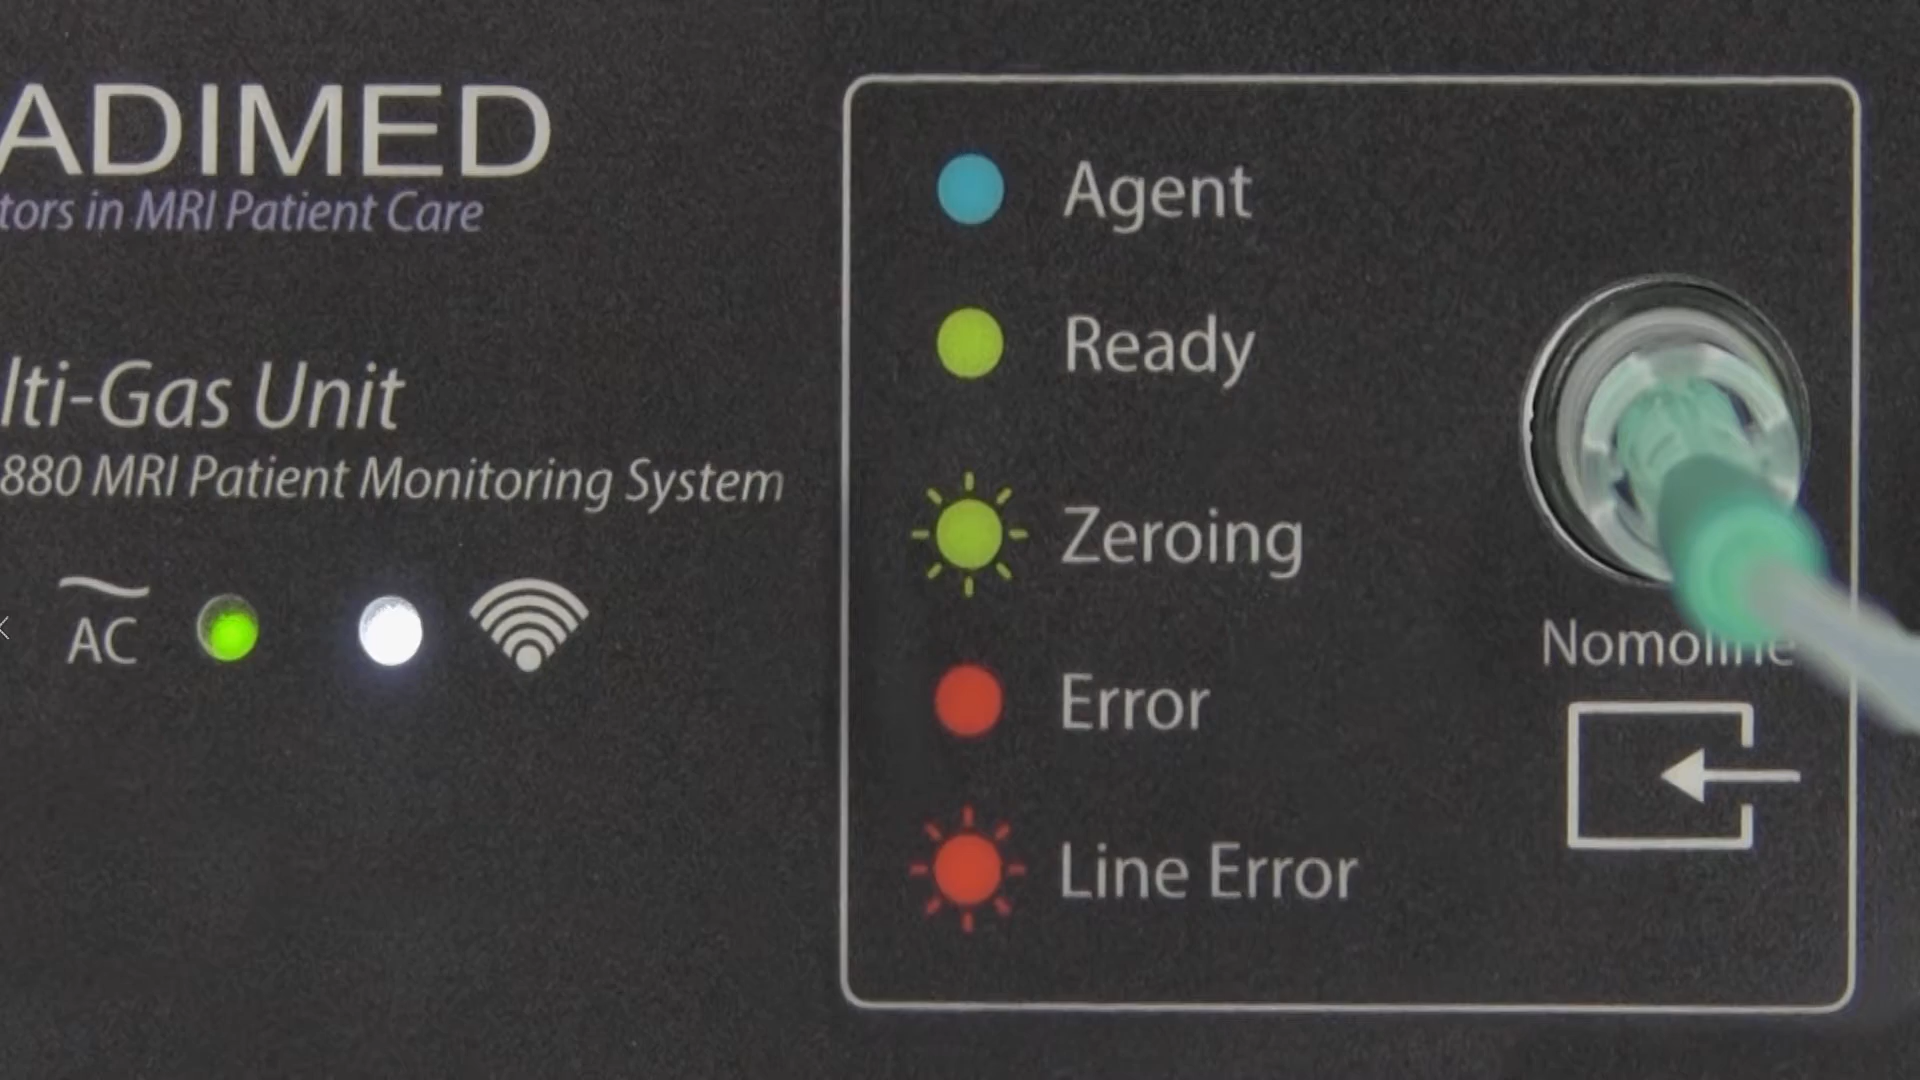 ADIMED
tors in MRI Patient Care
lti-Gas Unit
880 MRI Patient Monitoring System
AC
Agent
Ready
Zeroing
Error
Line Error
Nomoline